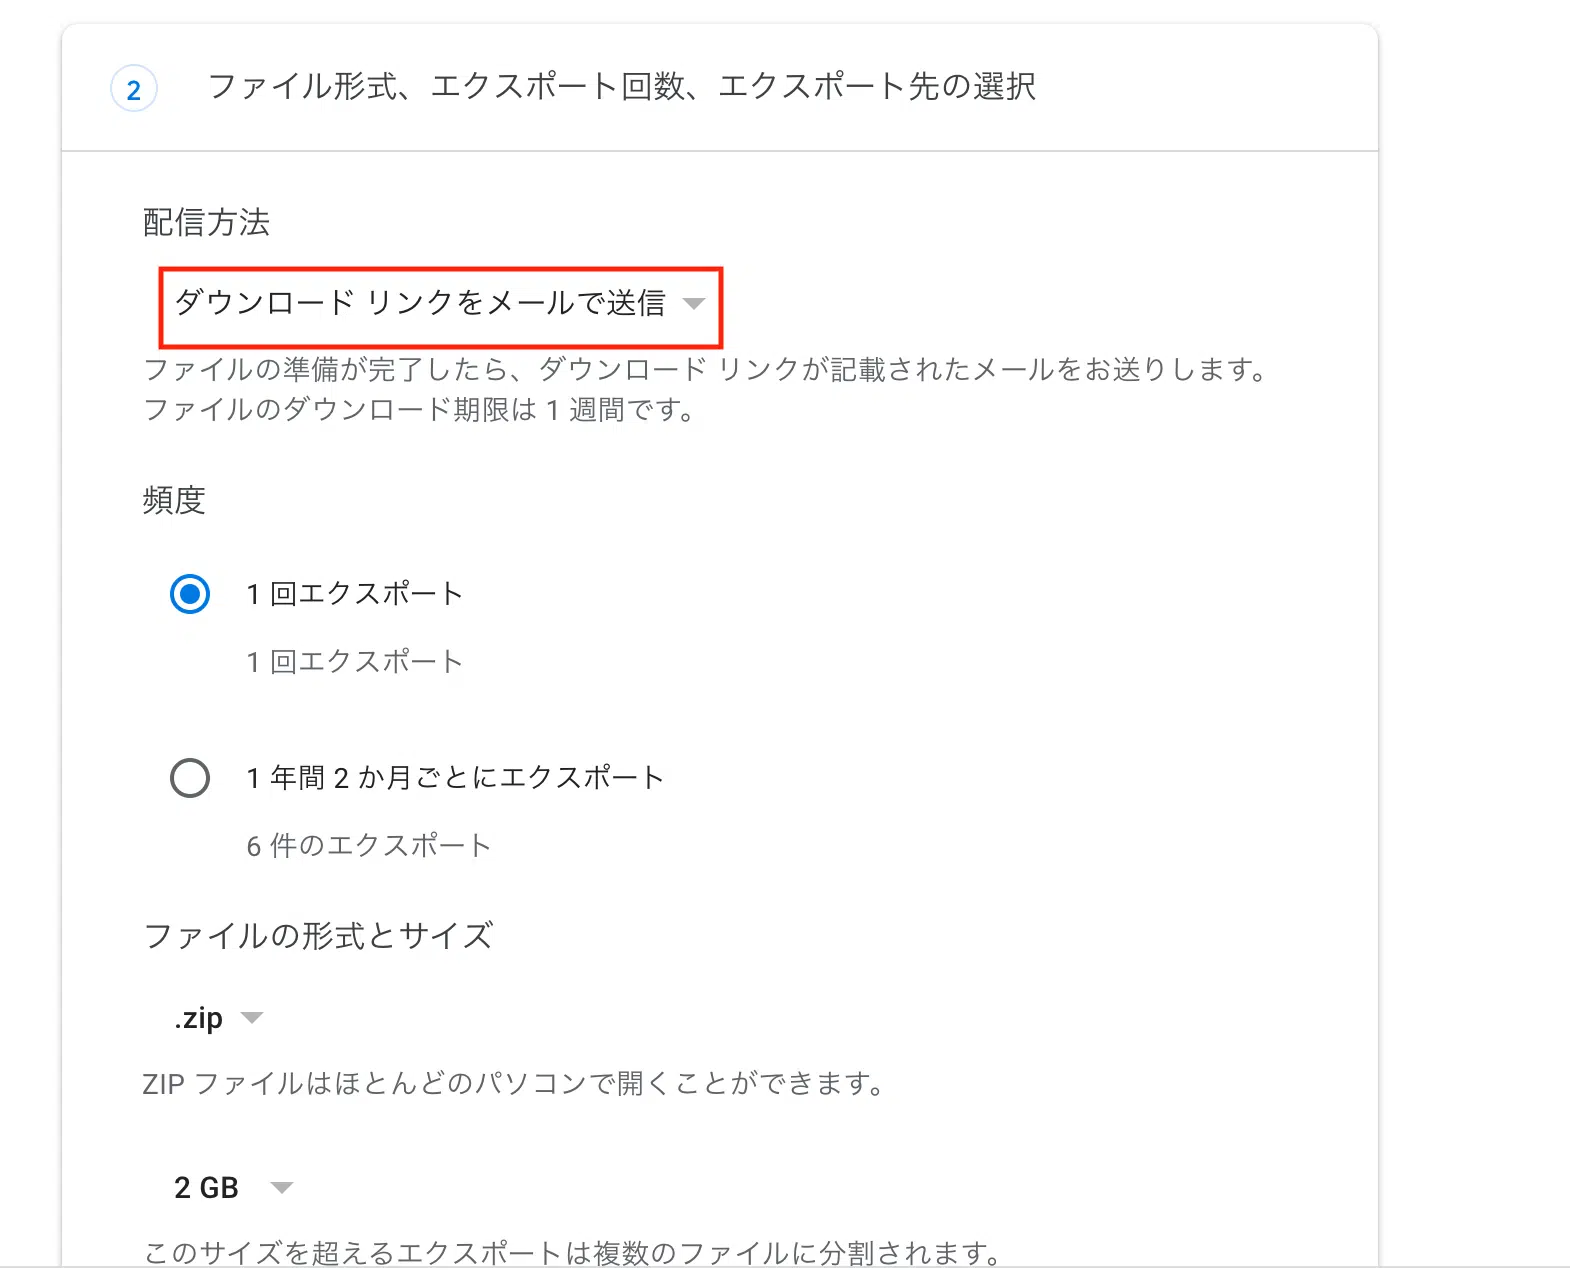 2
ファイル形式、エクスポート回数、エクスポート先の選択
配信方法
ダウンロード リンクをメールで送信
ファイルの準備が完了したら、ダウンロード リンクが記載されたメールをお送りします。
ファイルのダウンロード期限は 1 週間です。
頻度
1 回エクスポート
1 回エクスポート
1 年間 2 か月ごとにエクスポート
6 件のエクスポート
ファイルの形式とサイズ
.zip
ZIP ファイルはほとんどのパソコンで開くことができます。
2 GB
このサイズを超えるエクスポートは複数のファイルに分割されます。